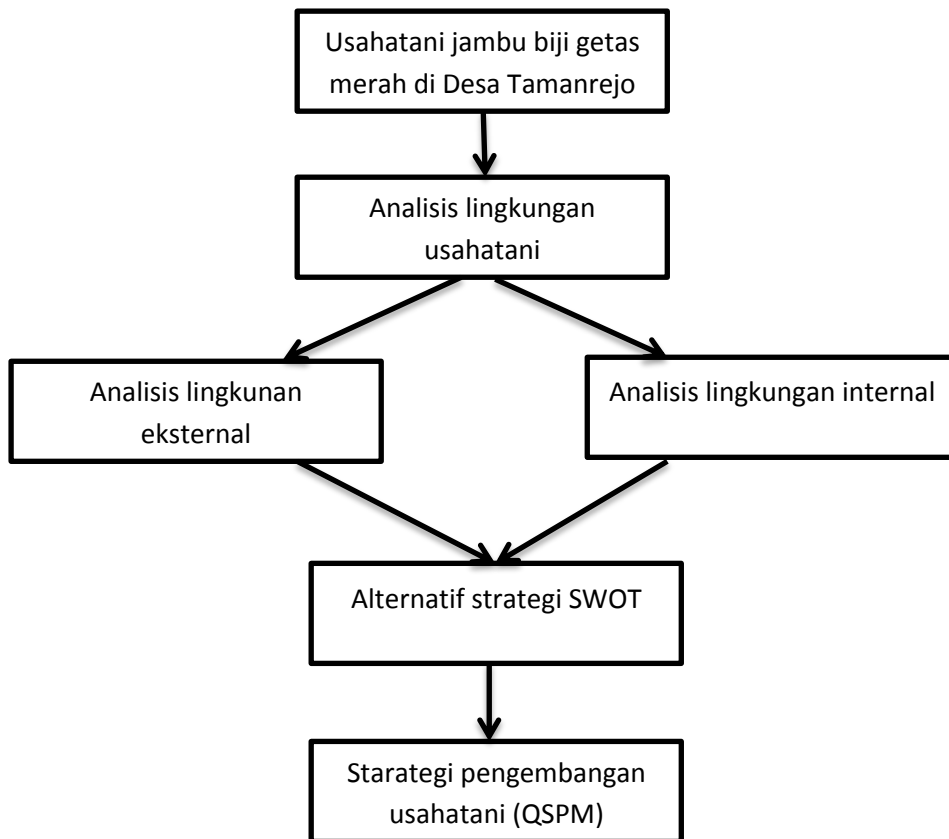 Usahatani jambu biji getas
merah di Desa Tamanrejo
Analisis lingkungan
usahatani
Analisis lingkunan
eksternal
Analisis lingkungan internal
Alternatif strategi SWOT
Starategi pengembangan
usahatani (QSPM)